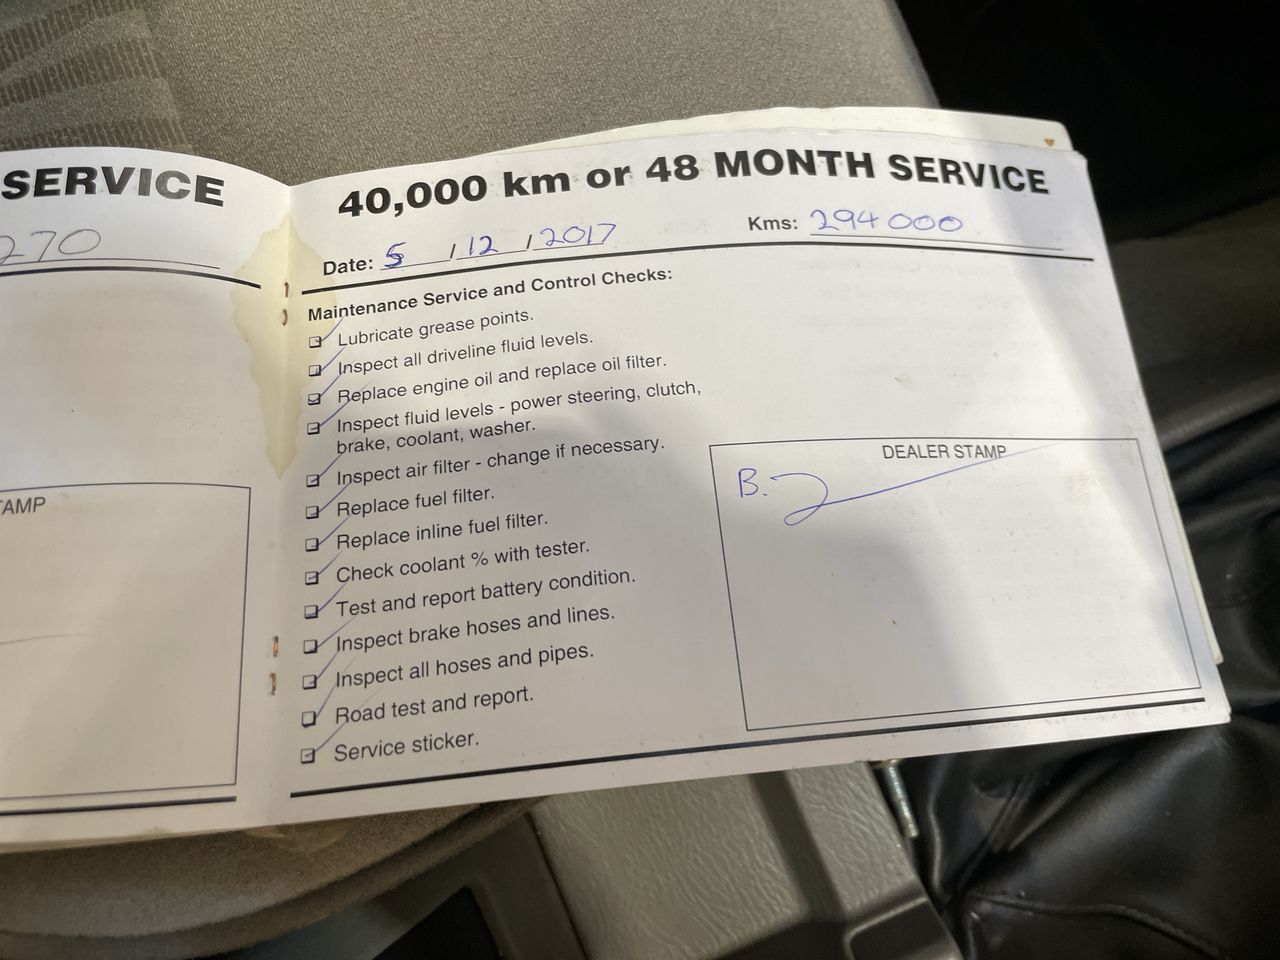 SERVICE
270
TAMP
40,000 km or 48 MONTH SERVICE
Date: 5 / 12 / 2017 Kms: 294 000
Maintenance Service and Control Checks:
Lubricate grease points.
Inspect all driveline fluid levels.
Replace engine oil and replace oil filter.
Inspect fluid levels - power steering, clutch,
brake, coolant, washer.
Inspect air filter - change if necessary.
Replace fuel filter.
Replace inline fuel filter.
Check coolant % with tester.
Test and report battery condition.
Inspect brake hoses and lines.
Inspect all hoses and pipes.
Road test and report.
Service sticker.
DEALER STAMP
B.